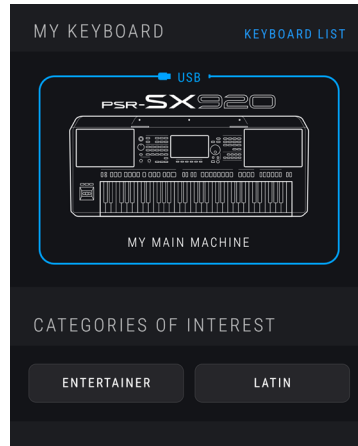 MY KEYBOARD
KEYBOARD LIST
USB
PSR-SX920
MY MAIN MACHINE
CATEGORIES OF INTEREST
ENTERTAINER
LATIN